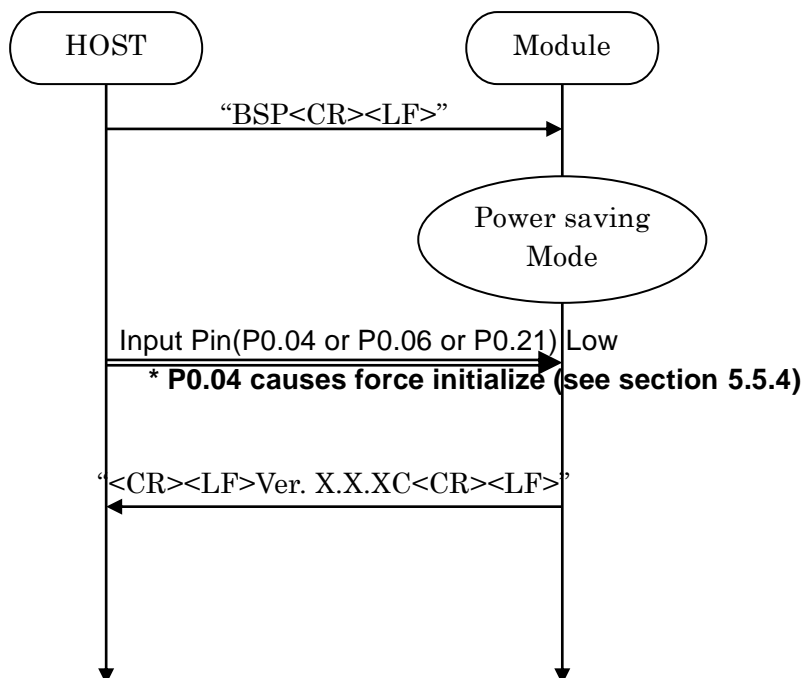 HOST
Module
“BSP<CR><LF>”
Power saving
Mode
Input Pin(P0.04 or P0.06 or P0.21) Low
* P0.04 causes force initialize (see section 5.5.4)
“<CR><LF>Ver. X.X.XC<CR><LF>”